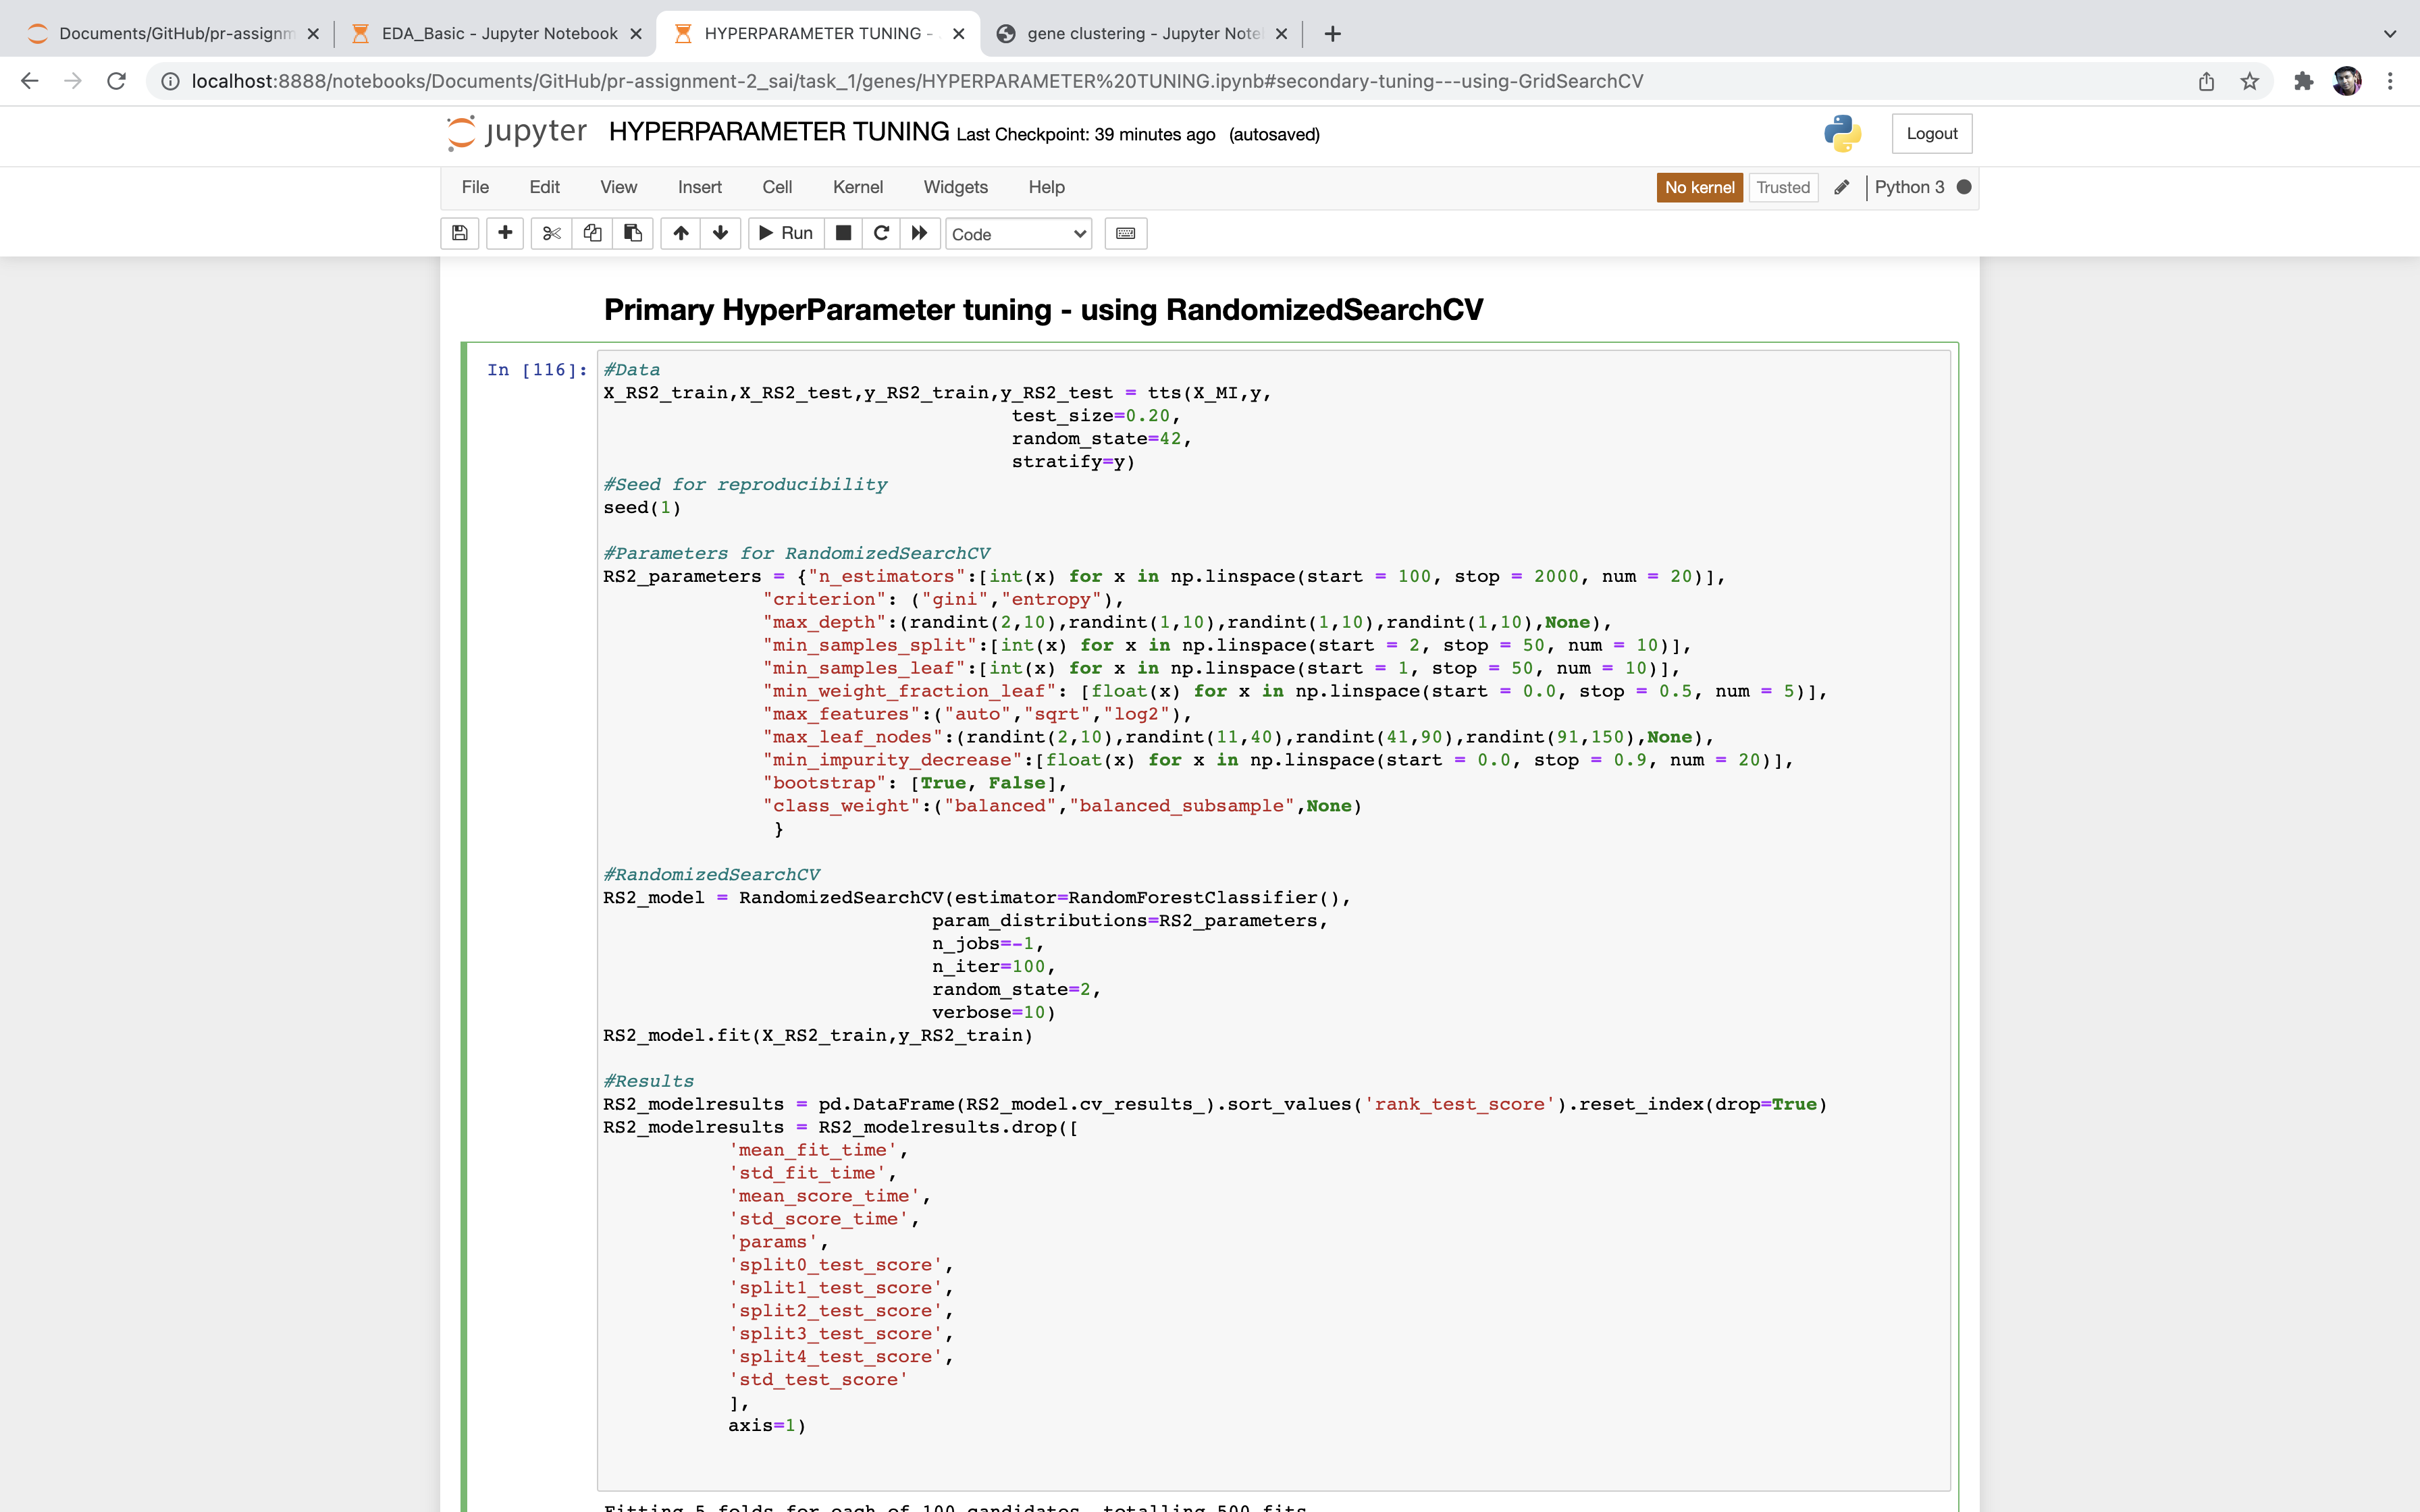 Documents/GitHub/pr-assignm
EDA_Basic - Jupyter Notebook
HYPERPARAMETER TUNING -
gene clustering - Jupyter Note
localhost:8888/notebooks/Documents/GitHub/pr-assignment-2_sai/task_1/genes/HYPERPARAMETER%20TUNING.ipynb#secondary-tuning---using-GridSearchCV
jupyter HYPERPARAMETER TUNING Last Checkpoint: 39 minutes ago (autosaved)
Logout
File Edit View Insert Cell Kernel Widgets Help
No kernel Trusted Python 3
Run Code
Primary HyperParameter tuning - using RandomizedSearchCV
In [116]:
#Data
X_RS2_train,X_RS2_test,y_RS2_train,y_RS2_test = tts(X_MI,y,
test_size=0.20,
random_state=42,
stratify=y)
#Seed for reproducibility
seed(1)
#Parameters for RandomizedSearchCV
RS2_parameters = {"n_estimators":[int(x) for x in np.linspace(start = 100, stop = 2000, num = 20)],
"criterion": ("gini","entropy"),
"max_depth":(randint(2,10),randint(1,10),randint(1,10),randint(1,10),None),
"min_samples_split":[int(x) for x in np.linspace(start = 2, stop = 50, num = 10)],
"min_samples_leaf":[int(x) for x in np.linspace(start = 1, stop = 50, num = 10)],
"min_weight_fraction_leaf": [float(x) for x in np.linspace(start = 0.0, stop = 0.5, num = 5)],
"max_features":("auto","sqrt","log2"),
"max_leaf_nodes":(randint(2,10),randint(11,40),randint(41,90),randint(91,150),None),
"min_impurity_decrease":[float(x) for x in np.linspace(start = 0.0, stop = 0.9, num = 20)],
"bootstrap": [True, False],
"class_weight":("balanced","balanced_subsample",None)
}
#RandomizedSearchCV
RS2_model = RandomizedSearchCV(estimator=RandomForestClassifier(),
param_distributions=RS2_parameters,
n_jobs=-1,
n_iter=100,
random_state=2,
verbose=10)
RS2_model.fit(X_RS2_train,y_RS2_train)
#Results
RS2_modelresults = pd.DataFrame(RS2_model.cv_results_).sort_values('rank_test_score').reset_index(drop=True)
RS2_modelresults = RS2_modelresults.drop([
'mean_fit_time',
'std_fit_time',
'mean_score_time',
'std_score_time',
'params',
'split0_test_score',
'split1_test_score',
'split2_test_score',
'split3_test_score',
'split4_test_score',
'std_test_score'
],
axis=1)
Fitting 5 folds for each of 100 candidates, totalling 500 fits